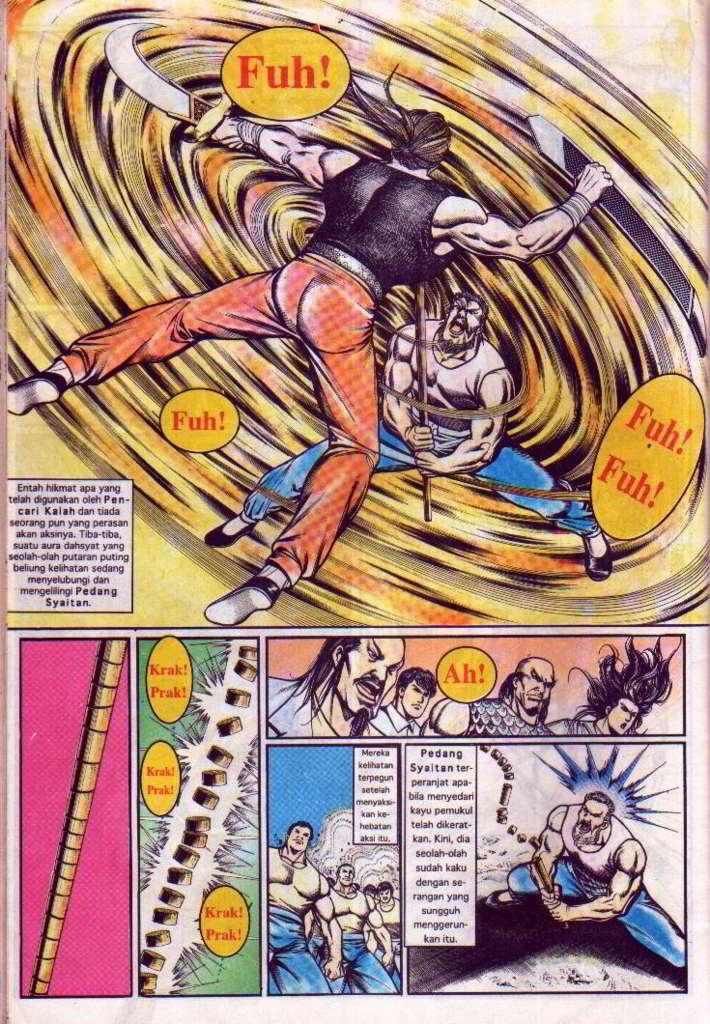 Fuh!
Fuh!
Fuh!
Fuh!
Entah hikmat apa yang
telah digunakan oleh Pen-
cari Kalah dan tiada
seorang pun yang perasan
akan aksinya. Tiba-tiba,
suatu aura dahsyat yang
seolah-olah putaran puting
beliung kelihatan sedang
menyelubungi dan
mengelilingi Pedang
Syaitan.
Krak!
Prak!
Krak!
Prak!
Krak!
Prak!
Ah!
Mereka
kelihatan
terpegun
setelah
menyaksi-
kan ke-
hebatan
aksi itu.
Pedang
Syaitan ter-
peranjat apa-
bila menyedari
kayu pemukul
telah dikerat-
kan. Kini, dia
seolah-olah
sudah kaku
dengan se-
rangan yang
sungguh
menggerun-
kan itu.